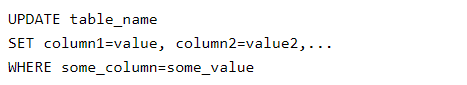 UPDATE table_name
SET column1=value, column2=value2,...
WHERE some_column=some_value